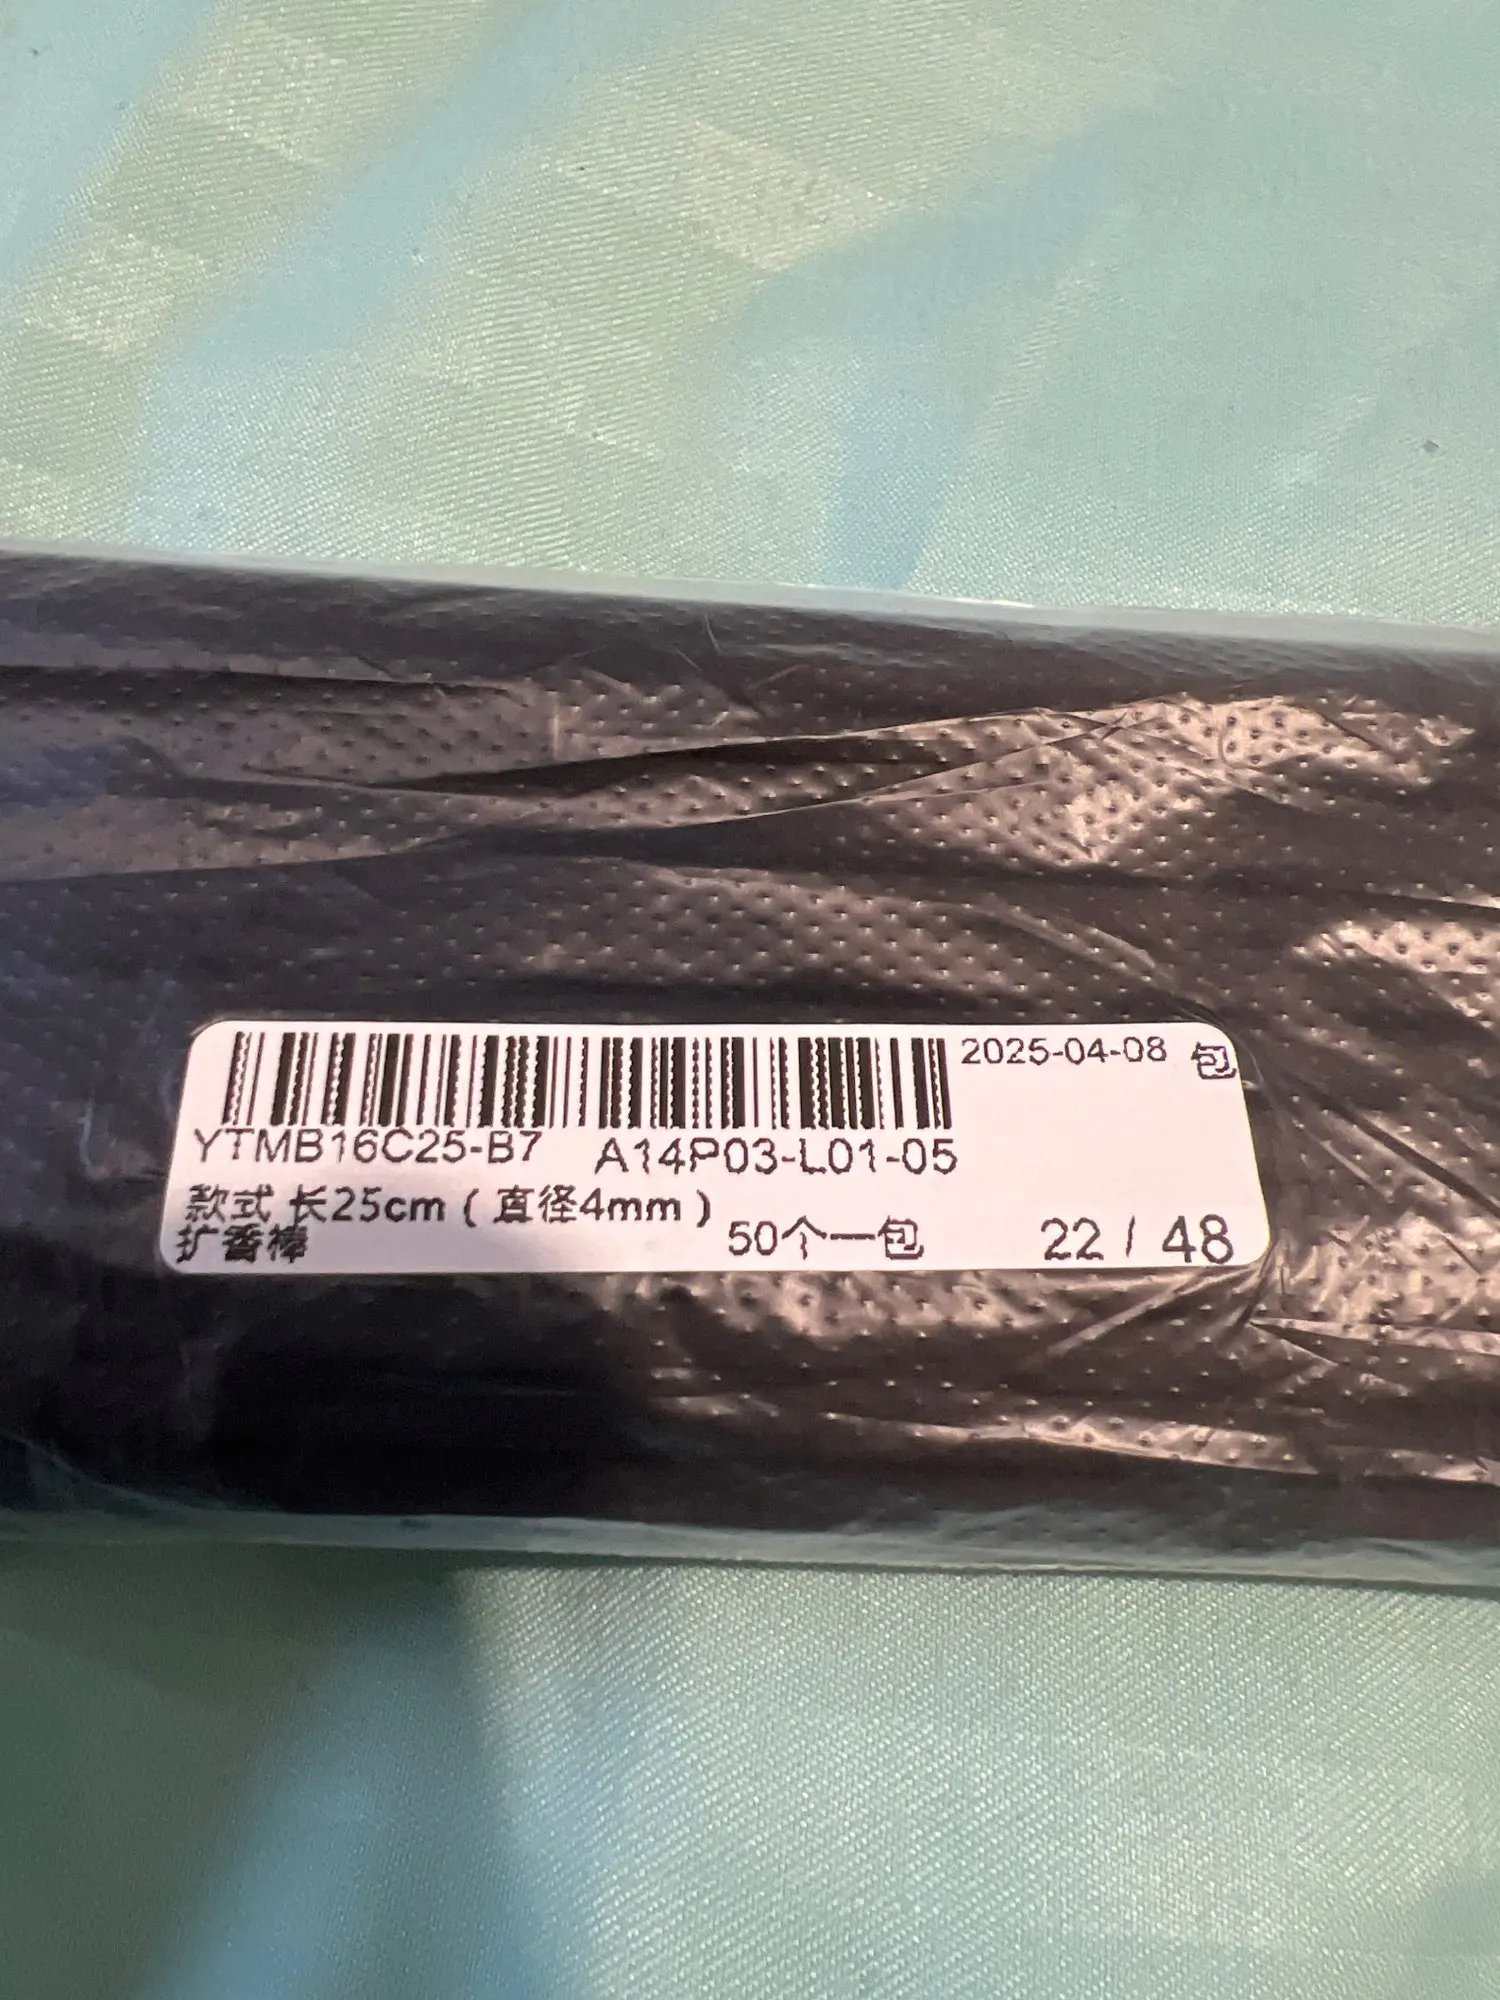 2025-04-08 包
YTMB16C25-B7 A14P03-L01-05
款式 长25cm（直径4mm）
扩香棒 50个一包 22 / 48